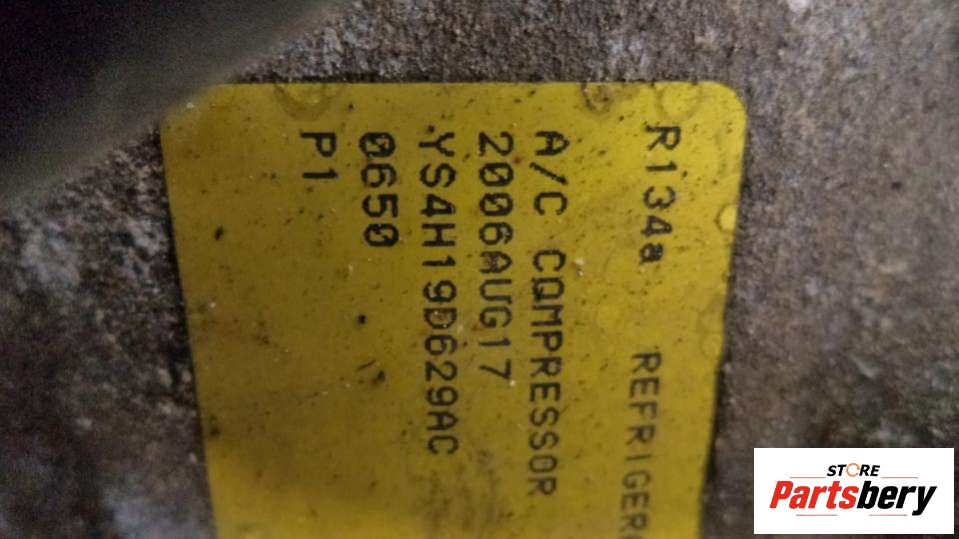 R134a REFRIGER
A/C COMPRESSOR
2006AUG17
YS4H19D629AC
0650
P1
STORE
Partsbery